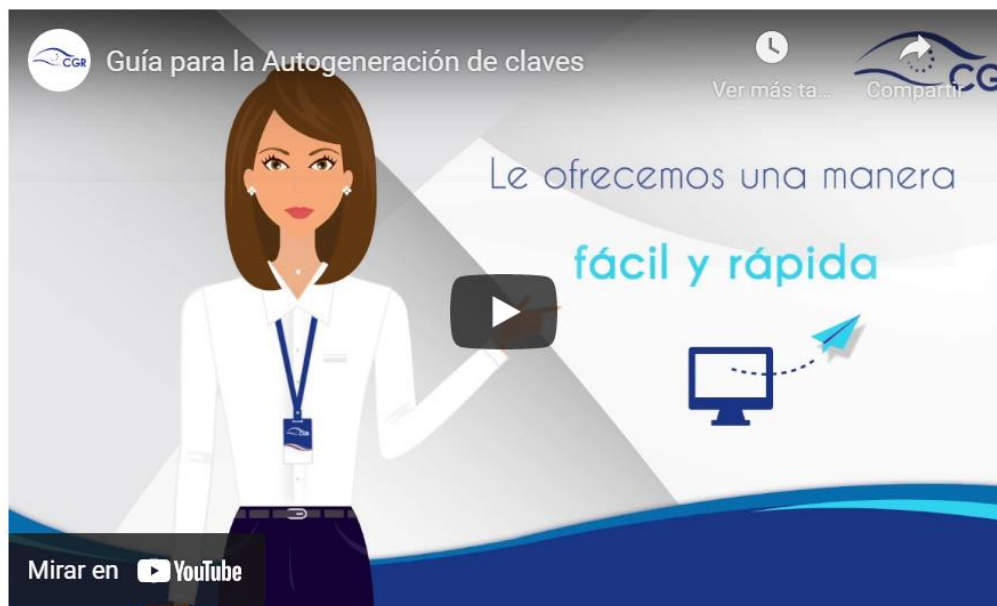 CGR
Guía para la Autogeneración de claves
Ver más ta...
Compartir
CG
Le ofrecemos una manera
fácil y rápida
CGR
Mirar en YouTube